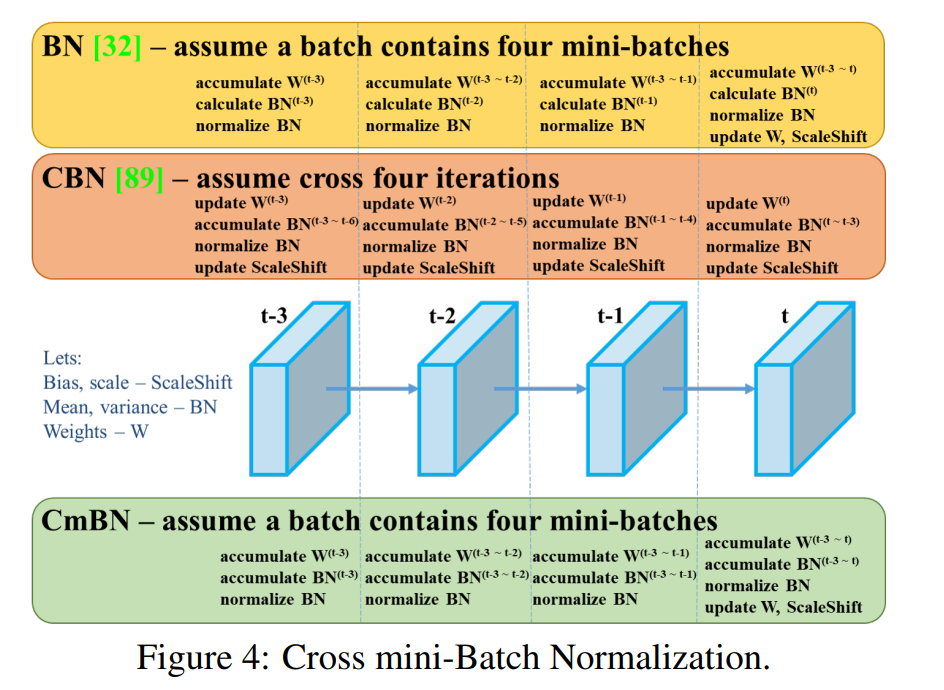 BN [32] – assume a batch contains four mini-batches
accumulate W(t-3)
calculate BN(t-3)
normalize BN
accumulate W(t-3 ~ t-2)
calculate BN(t-2)
normalize BN
accumulate W(t-3 ~ t-1)
calculate BN(t-1)
normalize BN
accumulate W(t-3 ~ t)
calculate BN(t)
normalize BN
update W, ScaleShift
CBN [89] – assume cross four iterations
update W(t-3)
accumulate BN(t-3 ~ t-6)
normalize BN
update ScaleShift
update W(t-2)
accumulate BN(t-2 ~ t-5)
normalize BN
update ScaleShift
update W(t-1)
accumulate BN(t-1 ~ t-4)
normalize BN
update ScaleShift
update W(t)
accumulate BN(t ~ t-3)
normalize BN
update ScaleShift
t-3
t-2
t-1
t
Lets:
Bias, scale – ScaleShift
Mean, variance – BN
Weights – W
CmBN – assume a batch contains four mini-batches
accumulate W(t-3)
accumulate BN(t-3)
normalize BN
accumulate W(t-3 ~ t-2)
accumulate BN(t-3 ~ t-2)
normalize BN
accumulate W(t-3 ~ t-1)
accumulate BN(t-3 ~ t-1)
normalize BN
accumulate W(t-3 ~ t)
accumulate BN(t-3 ~ t)
normalize BN
update W, ScaleShift
Figure 4: Cross mini-Batch Normalization.